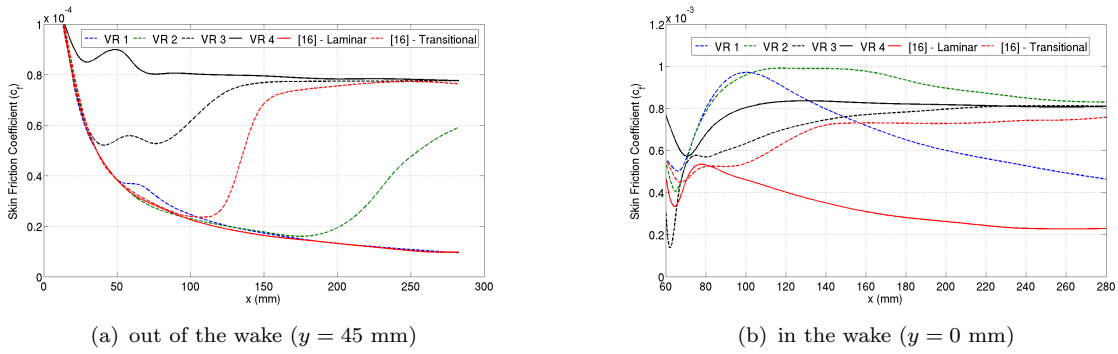 x 10⁻⁴
1
0.8
0.6
0.4
0.2
0
0 50 100 150 200 250 300
x (mm)
Skin Friction Coefficient (c_f)
VR 1 VR 2 VR 3 VR 4 [16] - Laminar [16] - Transitional
(a) out of the wake (y = 45 mm)
x 10⁻³
1.2
1
0.8
0.6
0.4
0.2
0
60 80 100 120 140 160 180 200 220 240 260 280
x (mm)
Skin Friction Coefficient (c_f)
VR 1 VR 2 VR 3 VR 4 [16] - Laminar [16] - Transitional
(b) in the wake (y = 0 mm)